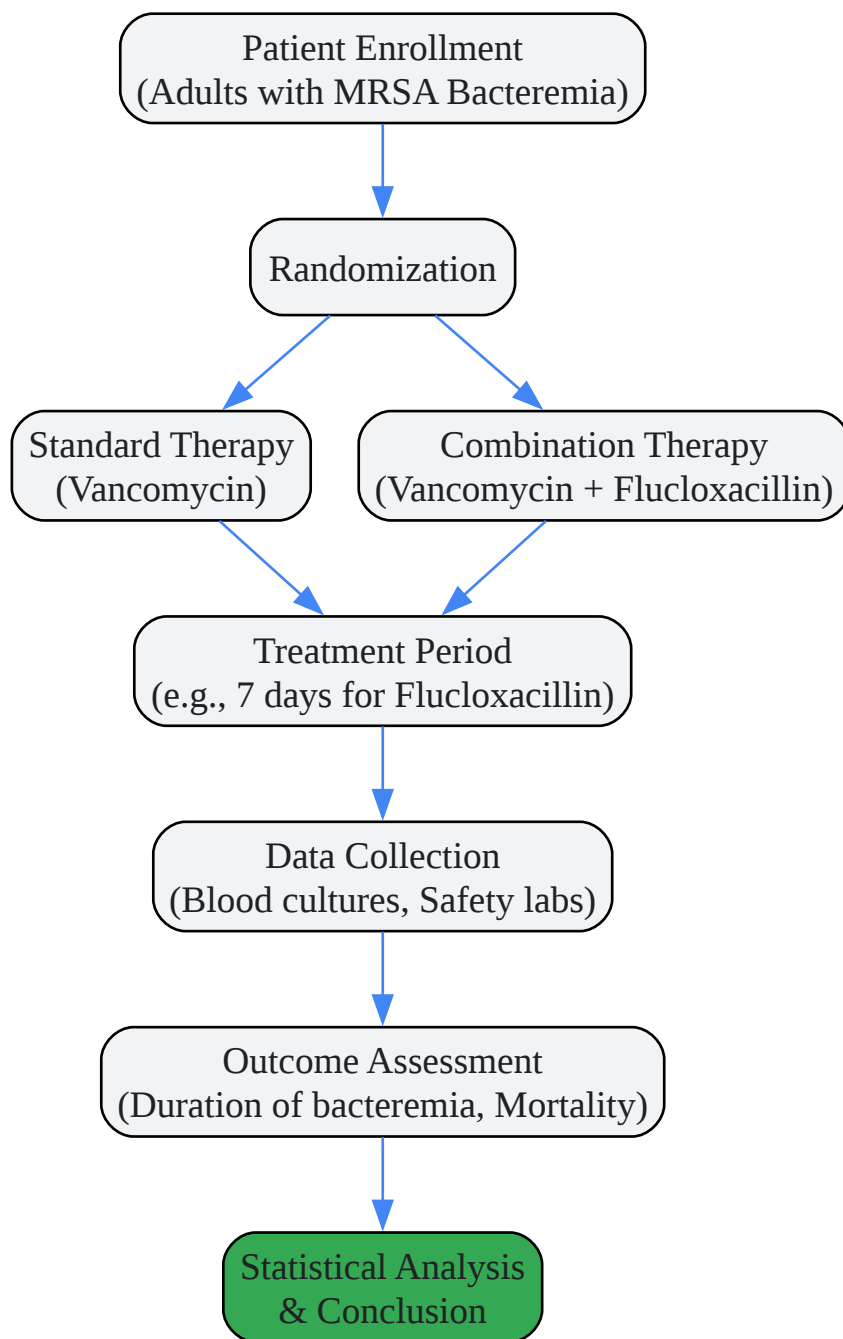 Patient Enrollment
(Adults with MRSA Bacteremia)
Randomization
Standard Therapy
(Vancomycin)
Combination Therapy
(Vancomycin + Flucloxacillin)
Treatment Period
(e.g., 7 days for Flucloxacillin)
Data Collection
(Blood cultures, Safety labs)
Outcome Assessment
(Duration of bacteremia, Mortality)
Statistical Analysis
& Conclusion